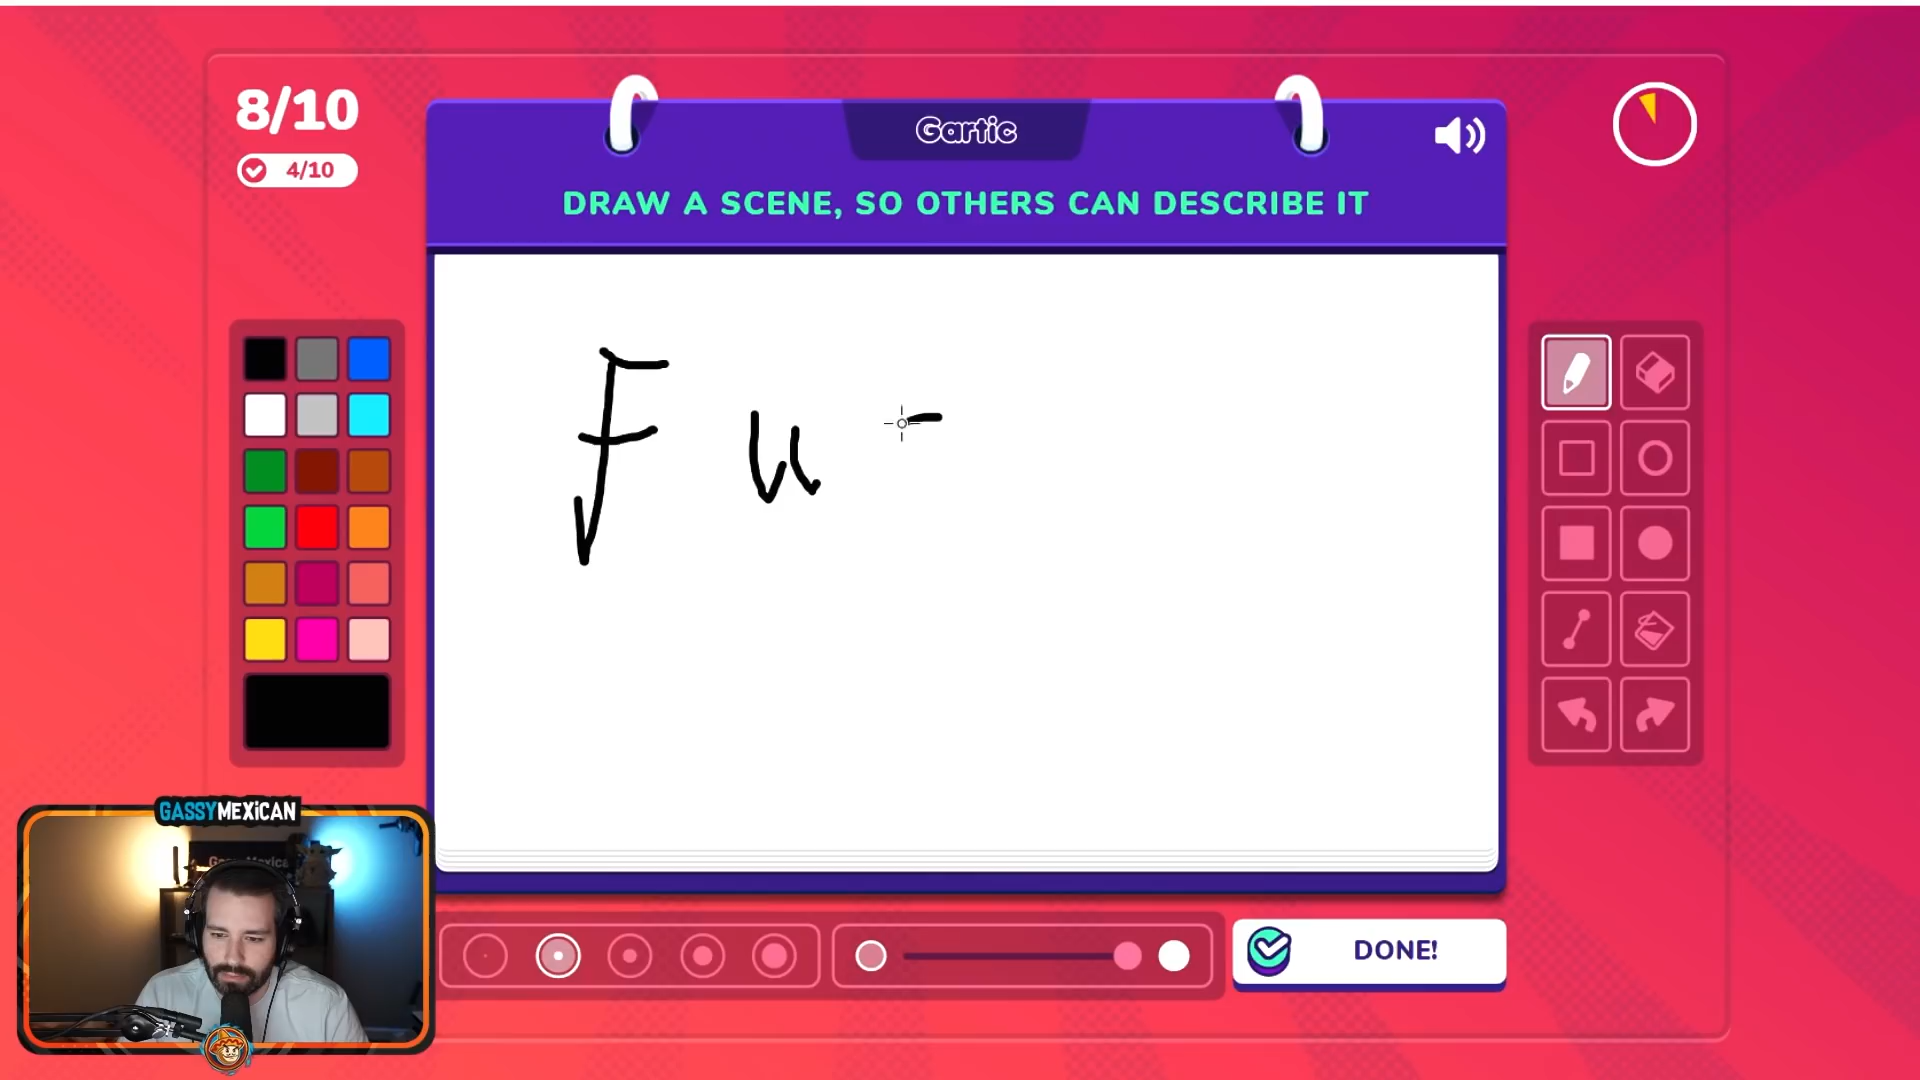 8/10
4/10
Gartic
DRAW A SCENE, SO OTHERS CAN DESCRIBE IT
F u
GASSYMEXICAN
DONE!